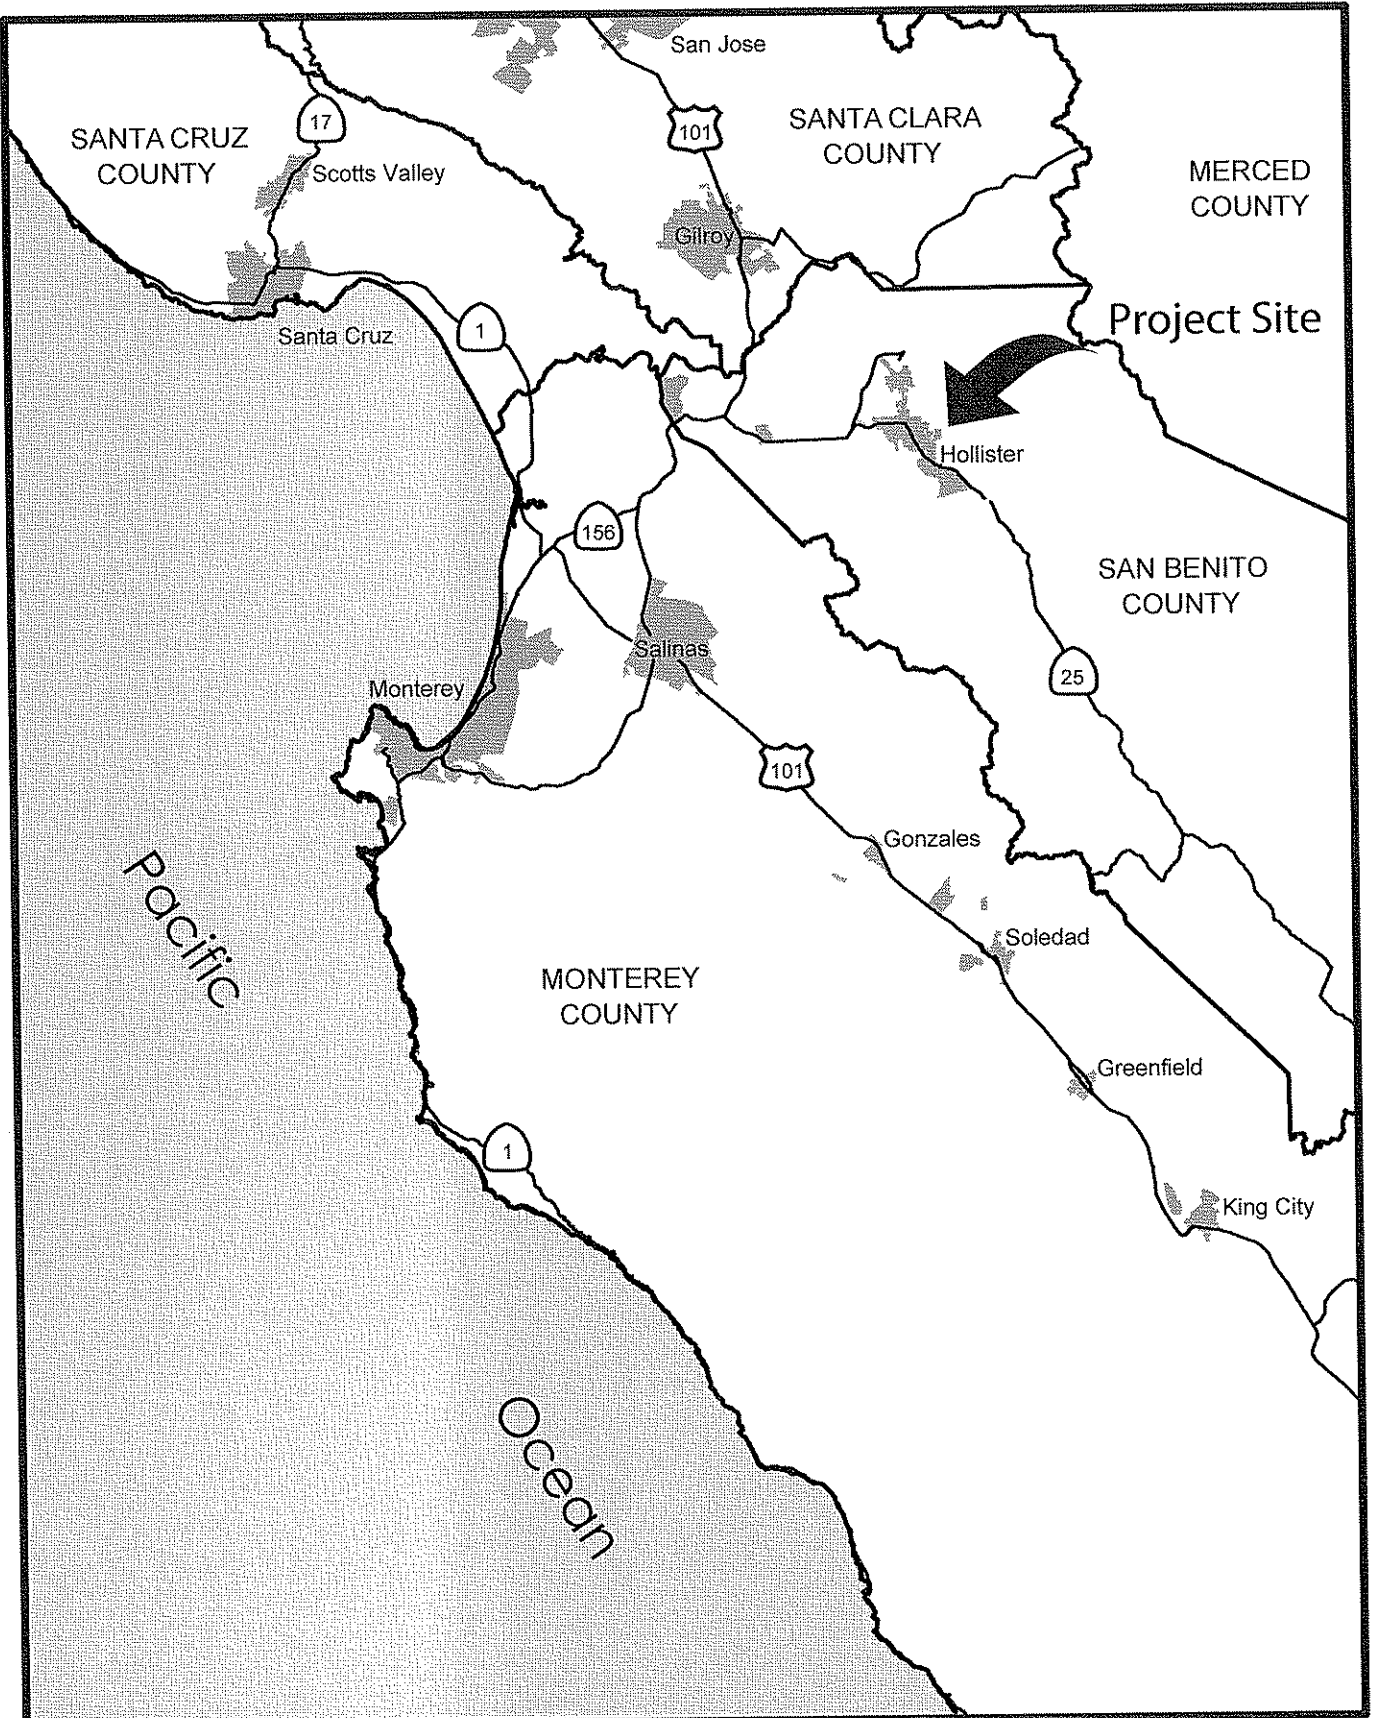 San Jose
17
101
SANTA CLARA
COUNTY
SANTA CRUZ
COUNTY
Scotts Valley
MERCED
COUNTY
Gilroy
Project Site
Santa Cruz
1
Hollister
156
SAN BENITO
COUNTY
Salinas
25
Monterey
101
Gonzales
Pacific
Soledad
MONTEREY
COUNTY
Greenfield
1
King City
Ocean